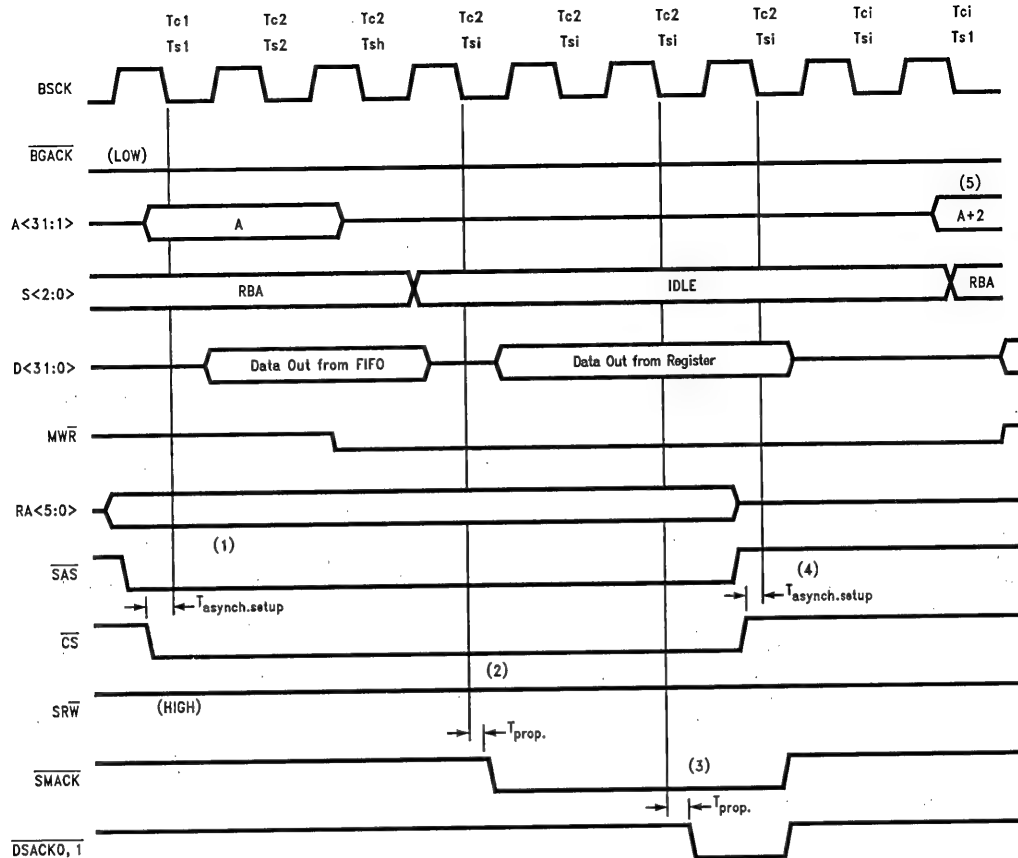 Tc1 Tc2 Tc2 Tc2 Tc2 Tc2 Tc2 Tci Tci
Ts1 Ts2 Tsh Tsi Tsi Tsi Tsi Tsi Ts1
BSCK
BGACK (LOW)
(5)
A<31:1> A A+2
S<2:0> RBA IDLE RBA
D<31:0> Data Out from FIFO Data Out from Register
MWR
RA<5:0>
(1)
SAS (4)
Tasynch.setup Tasynch.setup
CS
(2)
SRW (HIGH)
Tprop.
SMACK (3)
Tprop.
DSACK0, 1